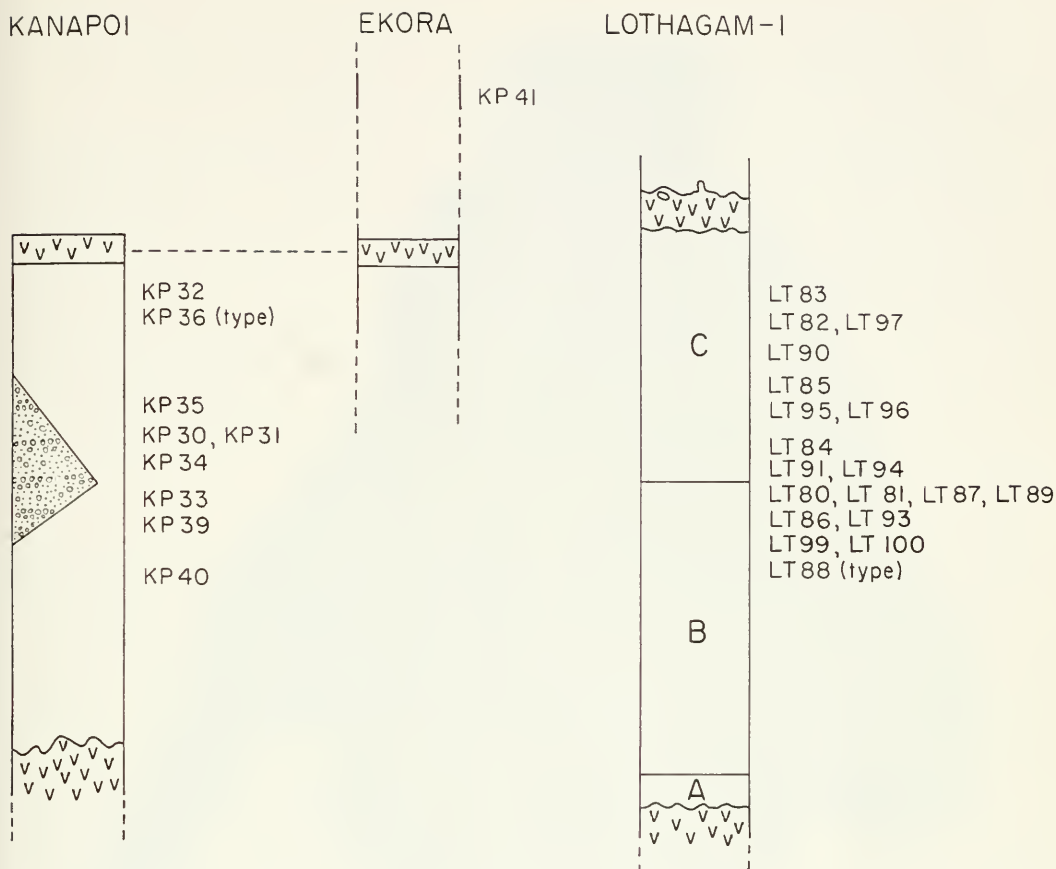 KANAPOI
EKORA
LOTHAGAM-1
KP 41
V V V V V
V V V V V V
V V V V V
V V V V
KP 32
KP 36 (type)
KP 35
KP 30, KP 31
KP 34
KP 33
KP 39
KP 40
V
V V V V
V V V V
V V V
LT 83
LT 82, LT 97
LT 90
LT 85
LT 95, LT 96
LT 84
LT 91, LT 94
LT 80, LT 81, LT 87, LT 89
LT 86, LT 93
LT 99, LT 100
LT 88 (type)
C
B
A
V V V V
V V V